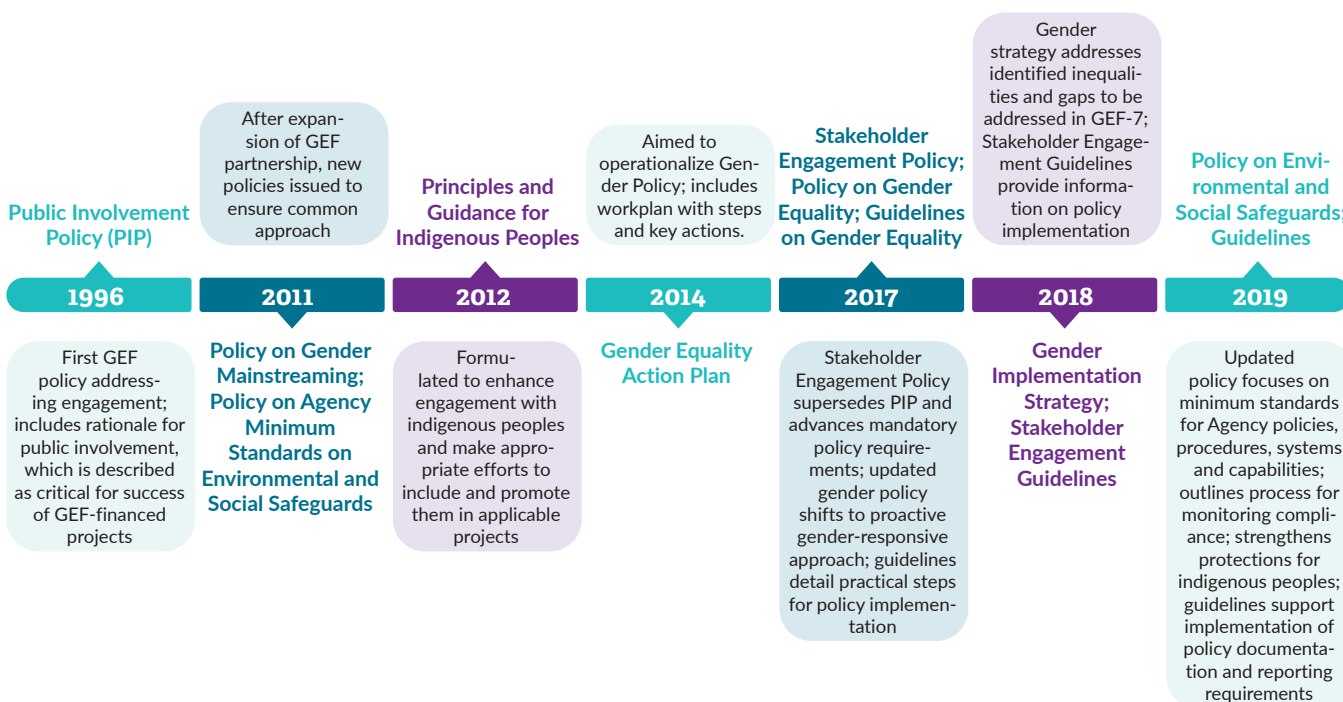 Public Involvement
Policy (PIP)
1996
First GEF
policy address-
ing engagement;
includes rationale for
public involvement,
which is described
as critical for success
of GEF-financed
projects
After expan-
sion of GEF
partnership, new
policies issued to
ensure common
approach
2011
Policy on Gender
Mainstreaming;
Policy on Agency
Minimum
Standards on
Environmental and
Social Safeguards
Principles and
Guidance for
Indigenous Peoples
2012
Formu-
lated to enhance
engagement with
indigenous peoples
and make appro-
priate efforts to
include and promote
them in applicable
projects
Aimed to
operationalize Gen-
der Policy; includes
workplan with steps
and key actions.
2014
Gender Equality
Action Plan
Stakeholder
Engagement Policy;
Policy on Gender
Equality; Guidelines
on Gender Equality
2017
Stakeholder
Engagement Policy
supersedes PIP and
advances mandatory
policy require-
ments; updated
gender policy
shifts to proactive
gender-responsive
approach; guidelines
detail practical steps
for policy implemen-
tation
Gender
strategy addresses
identified inequali-
ties and gaps to be
addressed in GEF-7;
Stakeholder Engage-
ment Guidelines
provide informa-
tion on policy
implementation
2018
Gender
Implementation
Strategy;
Stakeholder
Engagement
Guidelines
Policy on Envi-
ronmental and
Social Safeguards;
Guidelines
2019
Updated
policy focuses on
minimum standards
for Agency policies,
procedures, systems
and capabilities;
outlines process for
monitoring compli-
ance; strengthens
protections for
indigenous peoples;
guidelines support
implementation of
policy documenta-
tion and reporting
requirements